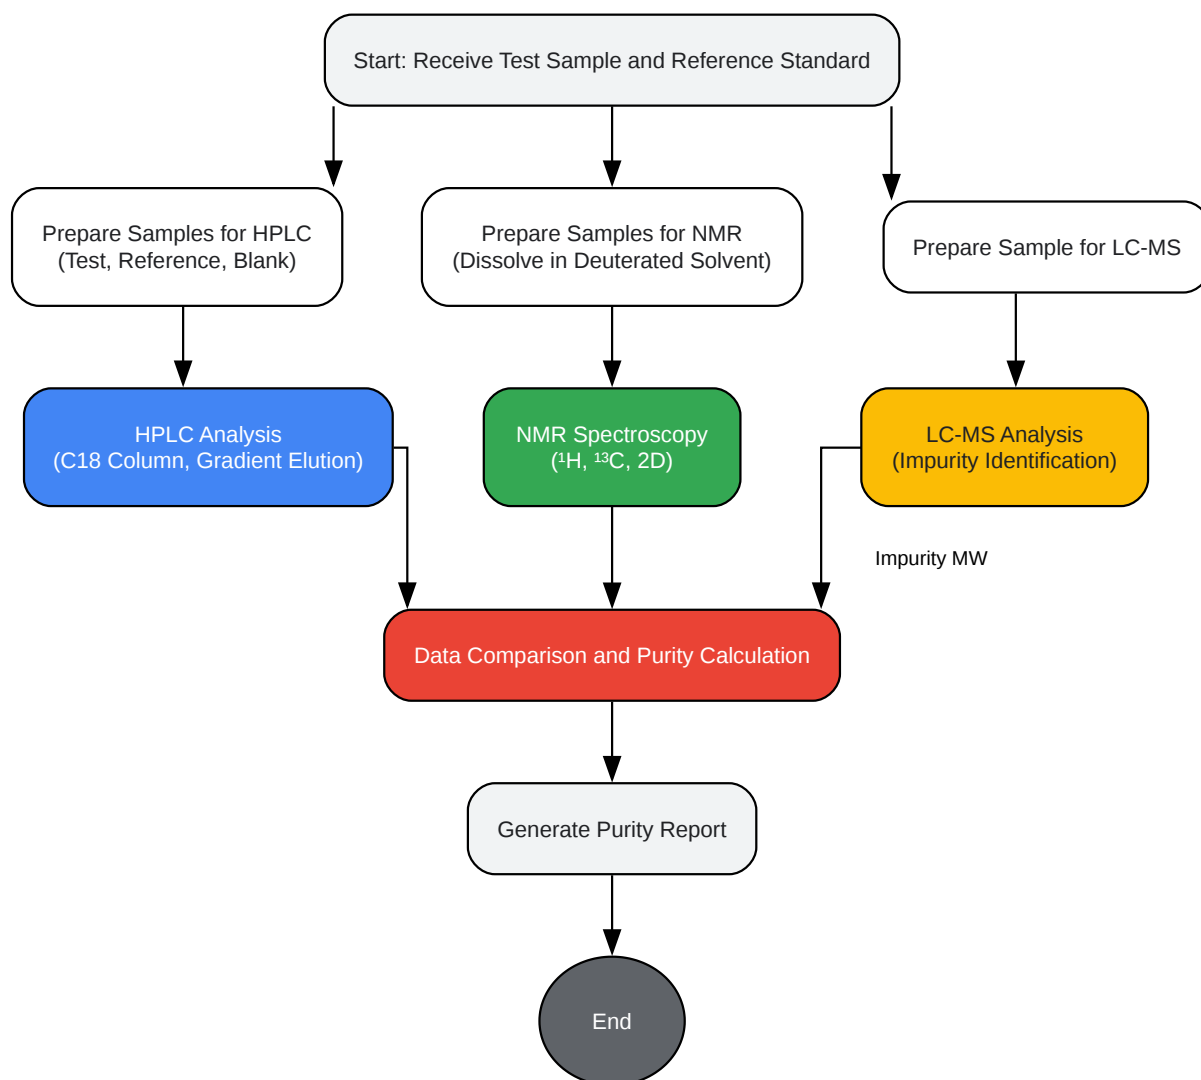 Start: Receive Test Sample and Reference Standard
Prepare Samples for HPLC
(Test, Reference, Blank)
Prepare Samples for NMR
(Dissolve in Deuterated Solvent)
Prepare Sample for LC-MS
HPLC Analysis
(C18 Column, Gradient Elution)
NMR Spectroscopy
(¹H, ¹³C, 2D)
LC-MS Analysis
(Impurity Identification)
Impurity MW
Data Comparison and Purity Calculation
Generate Purity Report
End